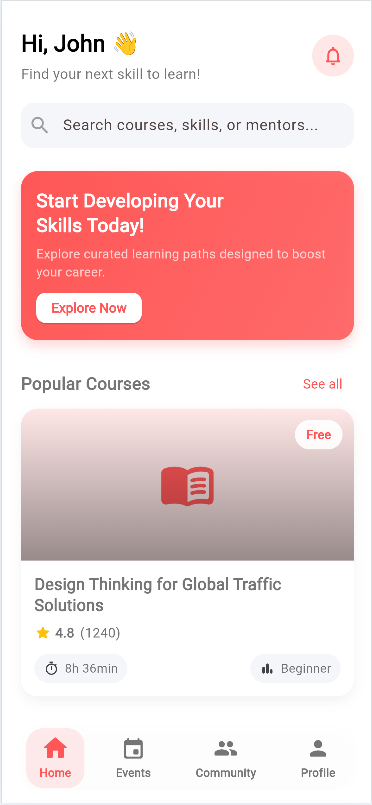 Hi, John 👋
Find your next skill to learn!
Search courses, skills, or mentors...
Start Developing Your
Skills Today!
Explore curated learning paths designed to boost
your career.
Explore Now
Popular Courses
See all
Free
Design Thinking for Global Traffic
Solutions
4.8 (1240)
8h 36min
Beginner
Home
Events
Community
Profile